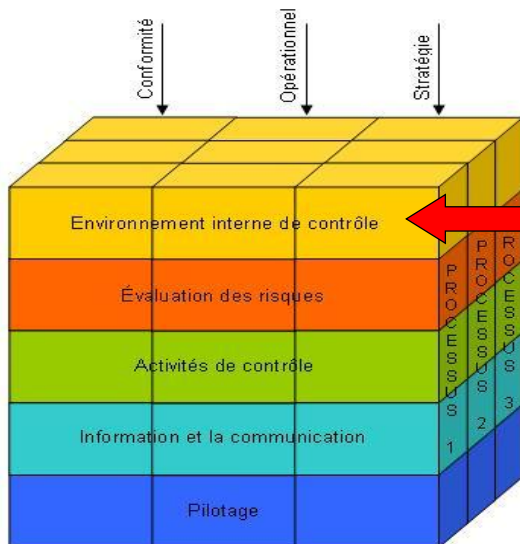 Conformité
Opérationnel
Stratégie
Environnement interne de contrôle
Évaluation des risques
Activités de contrôle
Information et la communication
Pilotage
PROCESSUS 1
PROCESSUS 2
PROCESSUS 3